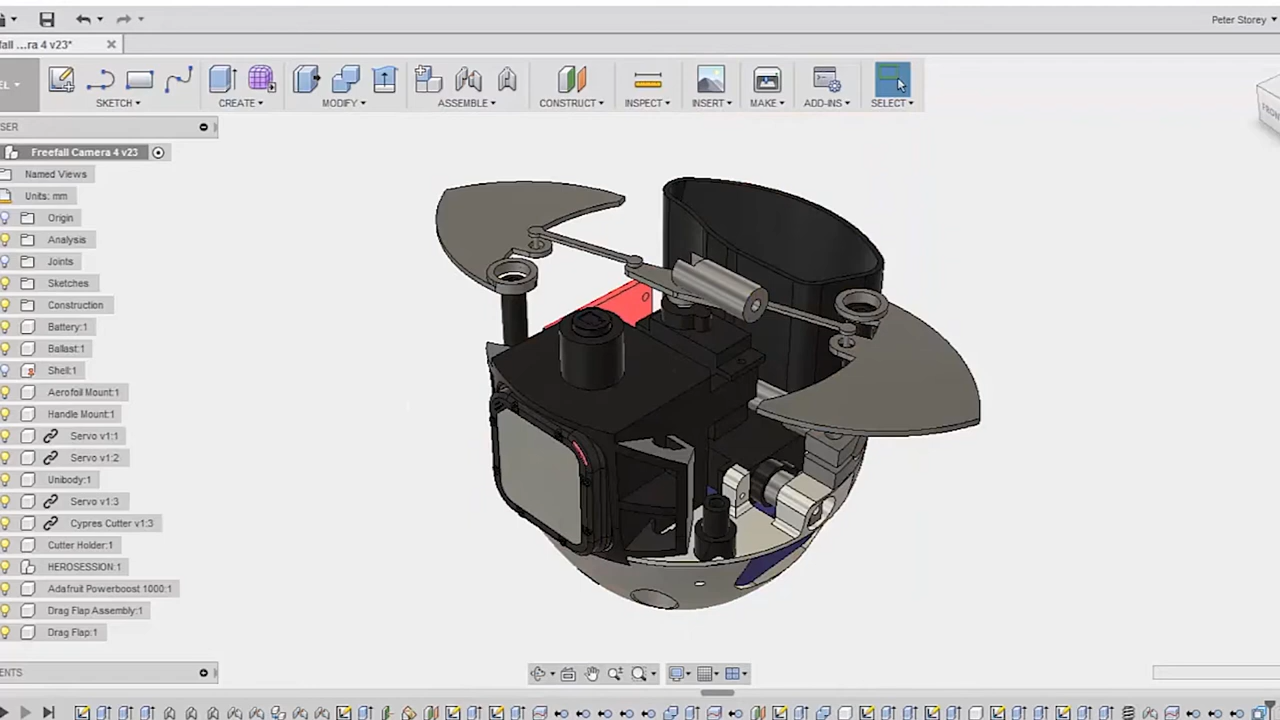 Peter Storey
fall ...ra 4 v23*
EL
SKETCH
CREATE
MODIFY
ASSEMBLE
CONSTRUCT
INSPECT
INSERT
MAKE
ADD-INS
SELECT
SER
FRONT
Freefall Camera 4 v23
Named Views
Units: mm
Origin
Analysis
Joints
Sketches
Construction
Battery:1
Ballast:1
Shell:1
Aerofoil Mount:1
Handle Mount:1
Servo v1:1
Servo v1:2
Unibody:1
Servo v1:3
Cypres Cutter v1:3
Cutter Holder:1
HEROSESSION:1
Adafruit Powerboost 1000:1
Drag Flap Assembly:1
Drag Flap:1
ENTS